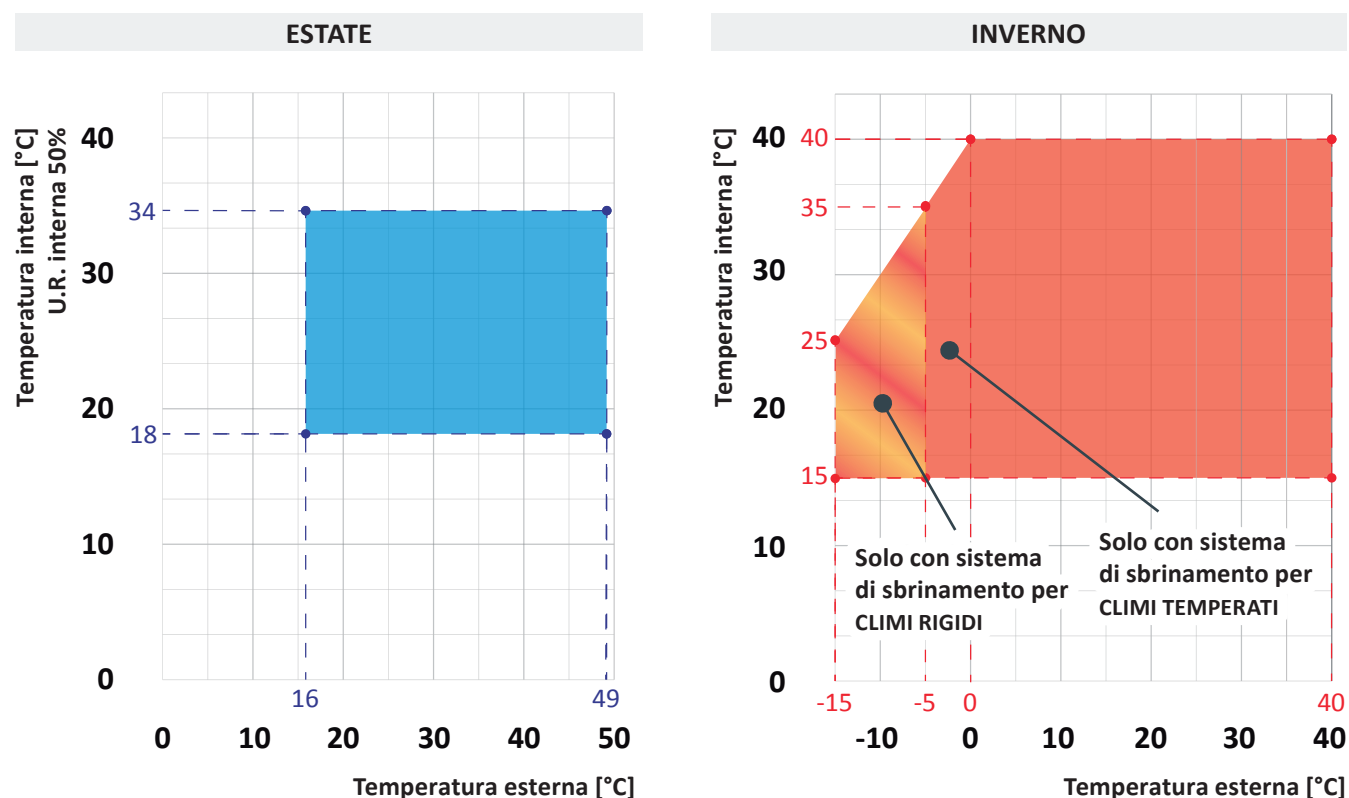 ESTATE
Temperatura interna [°C]
U.R. interna 50%
40
34
30
20
18
10
0
16
49
0 10 20 30 40 50
Temperatura esterna [°C]
INVERNO
Temperatura interna [°C]
40 40
35
30
25
20
15
10
0
Solo con sistema
di sbrinamento per
CLIMI RIGIDI
Solo con sistema
di sbrinamento per
CLIMI TEMPERATI
-15 -5 0 40
-10 0 10 20 30 40
Temperatura esterna [°C]